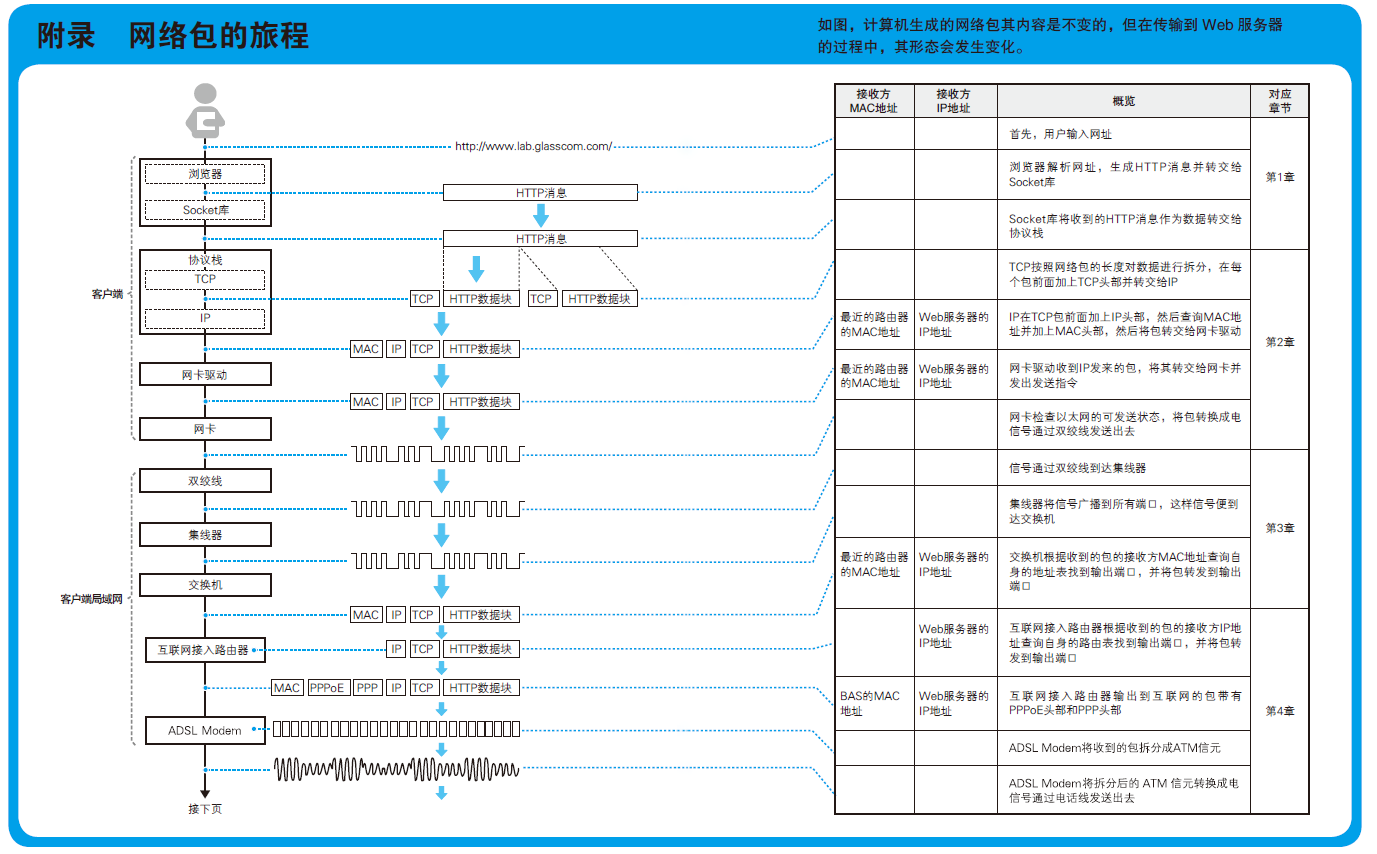 附录 网络包的旅程
如图，计算机生成的网络包其内容是不变的，但在传输到 Web 服务器
的过程中，其形态会发生变化。
http://www.lab.glasscom.com/
客户端
浏览器
Socket库
HTTP消息
HTTP消息
协议栈
TCP
IP
TCP HTTP数据块 TCP HTTP数据块
MAC IP TCP HTTP数据块
网卡驱动
MAC IP TCP HTTP数据块
网卡
客户端局域网
双绞线
集线器
交换机
MAC IP TCP HTTP数据块
互联网接入路由器
IP TCP HTTP数据块
MAC PPPoE PPP IP TCP HTTP数据块
ADSL Modem
接下页
接收方
MAC地址
接收方
IP地址
概览
对应
章节
首先，用户输入网址
浏览器解析网址，生成HTTP消息并转交给
Socket库
Socket库将收到的HTTP消息作为数据转交给
协议栈
第1章
TCP按照网络包的长度对数据进行拆分，在每
个包前面加上TCP头部并转交给IP
最近的路由器
的MAC地址
Web服务器的
IP地址
IP在TCP包前面加上IP头部，然后查询MAC地
址并加上MAC头部，然后将包转交给网卡驱动
最近的路由器
的MAC地址
Web服务器的
IP地址
网卡驱动收到IP发来的包，将其转交给网卡并
发出发送指令
网卡检查以太网的可发送状态，将包转换成电
信号通过双绞线发送出去
第2章
信号通过双绞线到达集线器
集线器将信号广播到所有端口，这样信号便到
达交换机
最近的路由器
的MAC地址
Web服务器的
IP地址
交换机根据收到的包的接收方MAC地址查询自
身的地址表找到输出端口，并将包转发到输出
端口
第3章
Web服务器的
IP地址
互联网接入路由器根据收到的包的接收方IP地
址查询自身的路由表找到输出端口，并将包转
发到输出端口
BAS的MAC
地址
Web服务器的
IP地址
互联网接入路由器输出到互联网的包带有
PPPoE头部和PPP头部
ADSL Modem将收到的包拆分成ATM信元
ADSL Modem将拆分后的 ATM 信元转换成电
信号通过电话线发送出去
第4章